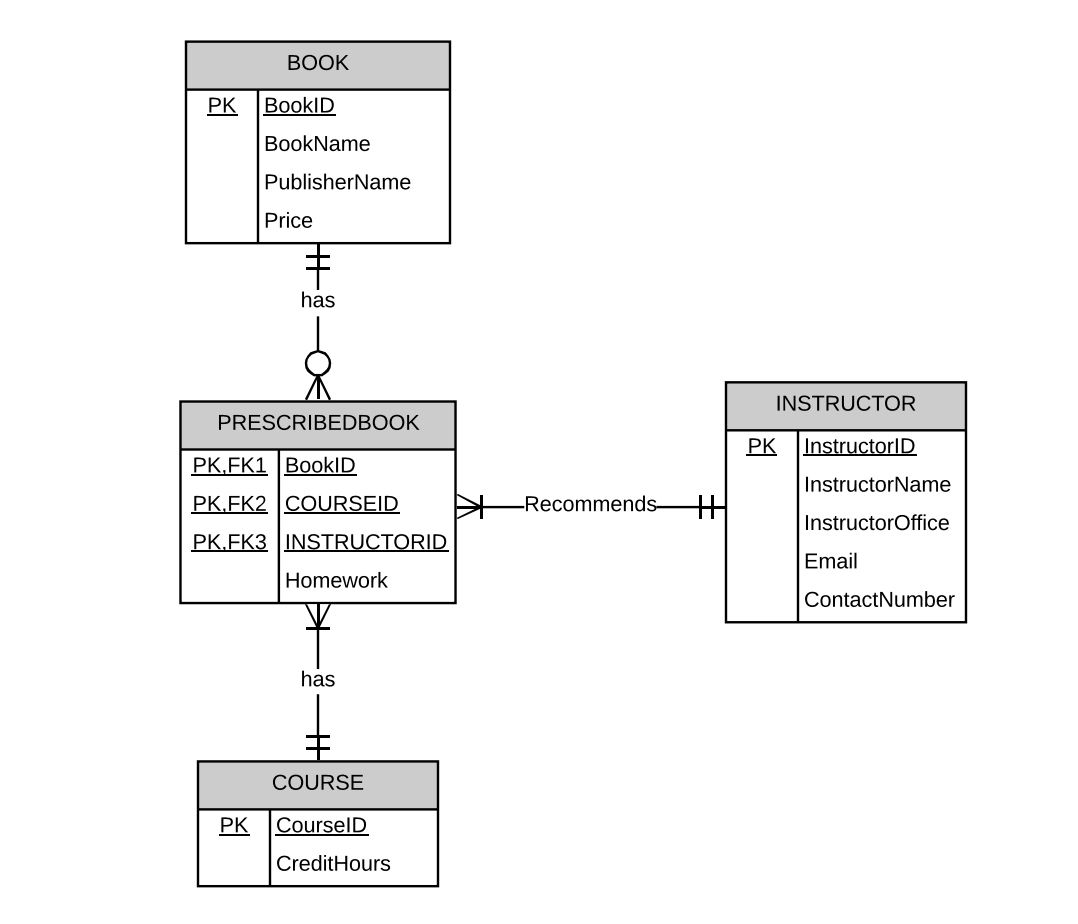 BOOK
PK BookID
BookName
PublisherName
Price
has
PRESCRIBEDBOOK
PK,FK1 BookID
PK,FK2 COURSEID
PK,FK3 INSTRUCTORID
Homework
Recommends
INSTRUCTOR
PK InstructorID
InstructorName
InstructorOffice
Email
ContactNumber
has
COURSE
PK CourseID
CreditHours